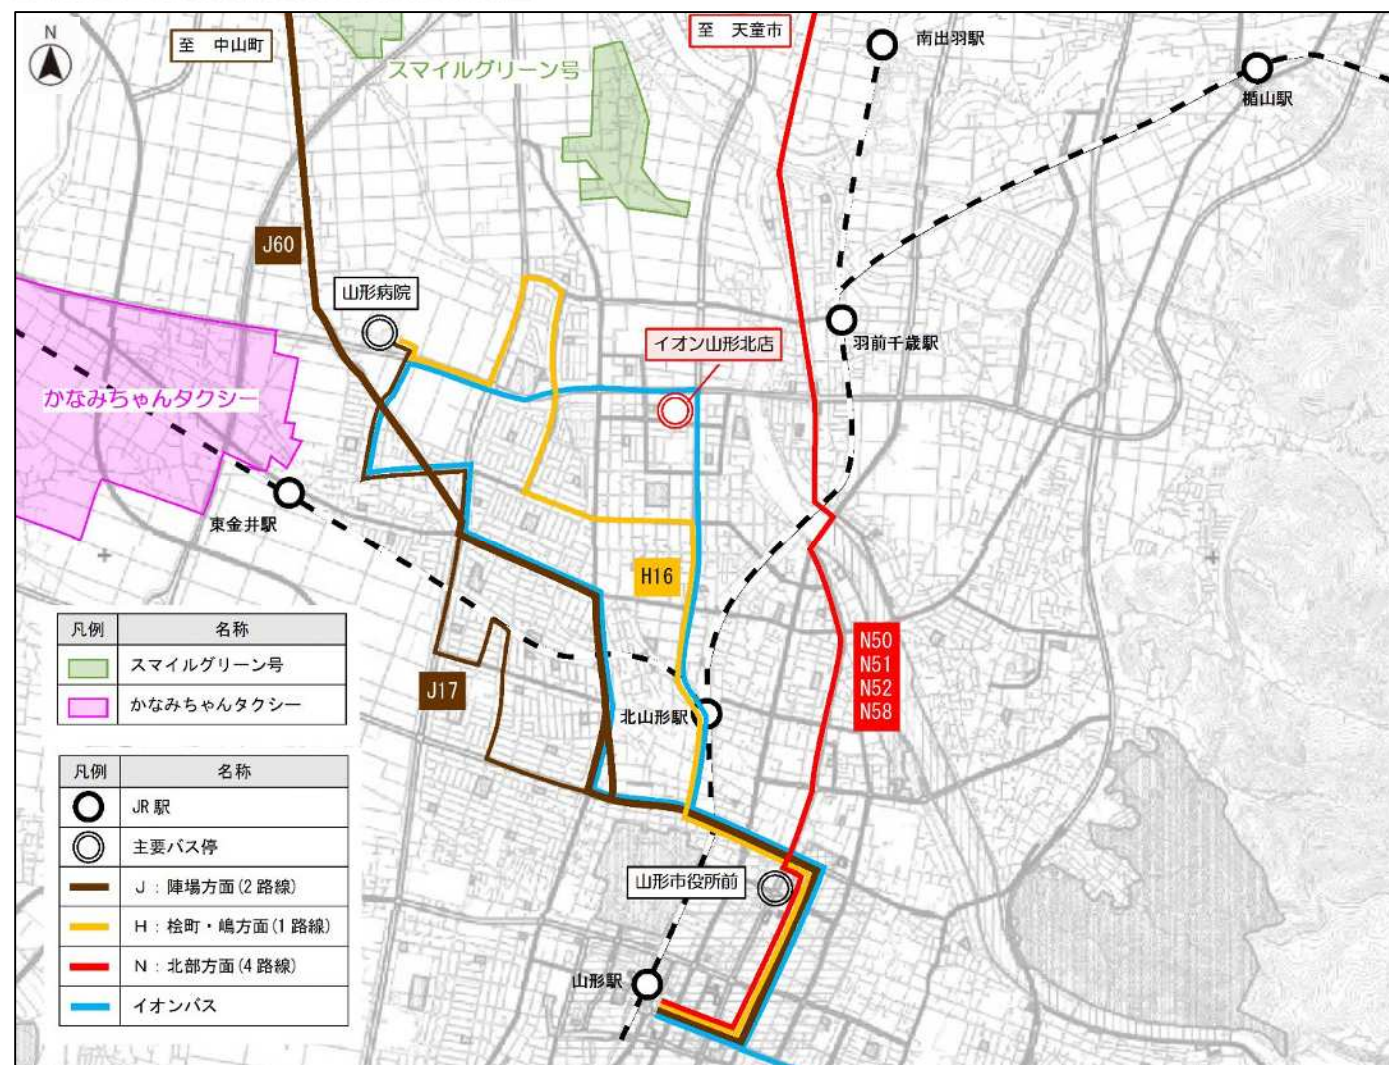 N
至 中山町
至 天童市
南出羽駅
スマイルグリーン号
楯山駅
J60
山形病院
イオン山形北店
羽前千歳駅
かなみちゃんタクシー
東金井駅
H16
凡例 名称
スマイルグリーン号
かなみちゃんタクシー
N50
N51
N52
N58
J17
北山形駅
凡例 名称
JR駅
主要バス停
J：陣場方面(2路線)
H：桧町・嶋方面(1路線)
N：北部方面(4路線)
イオンバス
山形市役所前
山形駅